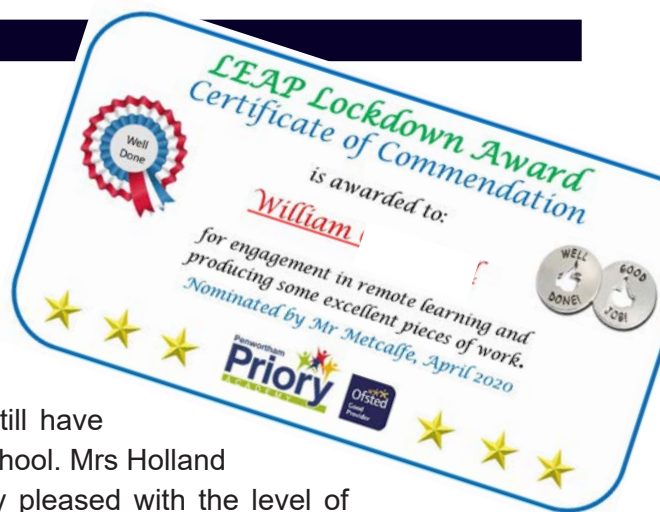 LEAP Lockdown Award
Certificate of Commendation
Well
Done
is awarded to:
William
for engagement in remote learning and
producing some excellent pieces of work.
Nominated by Mr Metcalfe, April 2020
WELL
DONE!
GOOD
JOB!
Penwortham
Priory
ACADEMY
Ofsted
Good
Provider
till have
hool. Mrs Holland
pleased with the level of